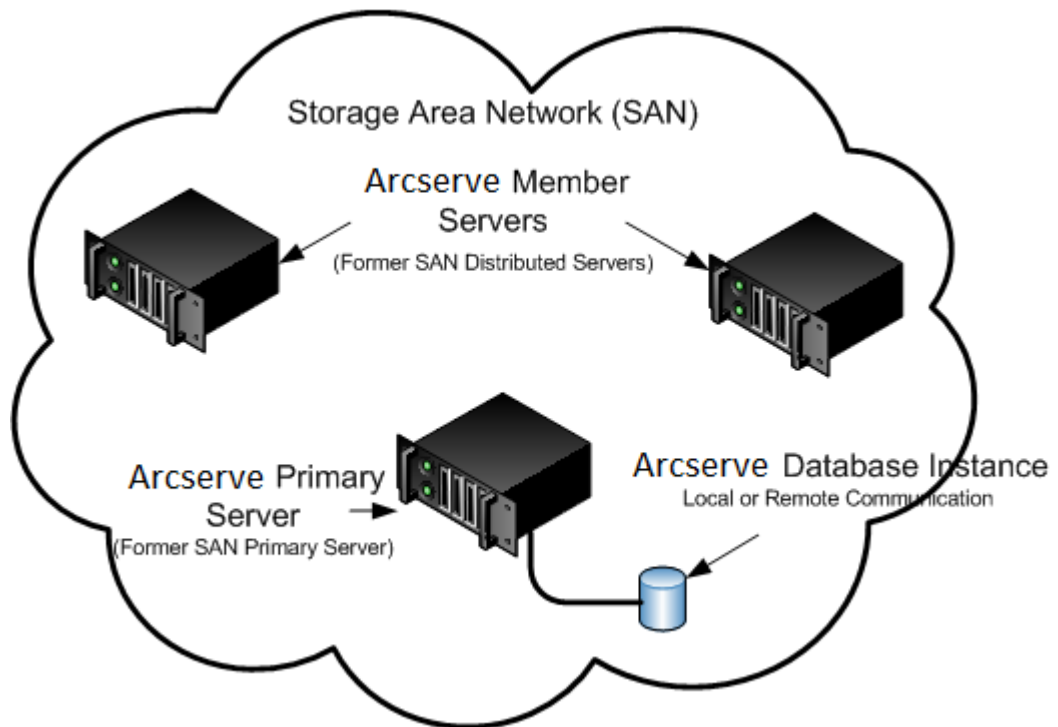 Storage Area Network (SAN)
Arcserve Member
Servers
(Former SAN Distributed Servers)
Arcserve Primary
Server
(Former SAN Primary Server)
Arcserve Database Instance
Local or Remote Communication